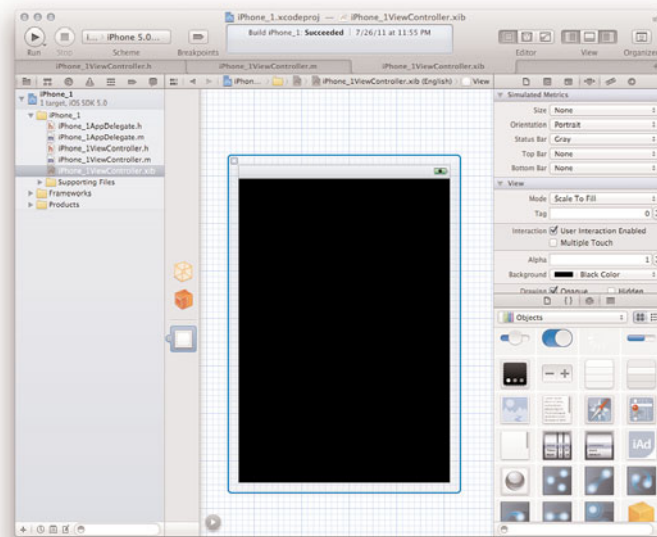 iPhone_1.xcodeproj — iPhone_1ViewController.xib
i... iPhone 5.0...
Build iPhone_1: Succeeded | 7/26/11 at 11:55 PM
Run
Stop
Scheme
Breakpoints
Editor
View
Organizer
iPhone_1ViewController.h
iPhone_1ViewController.m
iPhone_1ViewController.xib
iPhon...
iPhone_1ViewController.xib (English)
View
iPhone_1
1 target, iOS SDK 5.0
iPhone_1
iPhone_1AppDelegate.h
iPhone_1AppDelegate.m
iPhone_1ViewController.h
iPhone_1ViewController.m
iPhone_1ViewController.xib
Supporting Files
Frameworks
Products
Simulated Metrics
Size None
Orientation Portrait
Status Bar Gray
Top Bar None
Bottom Bar None
View
Mode Scale To Fill
Tag 0
Interaction User Interaction Enabled
Multiple Touch
Alpha 1
Background Black Color
Drawing Opaque Hidden
Objects
iAd